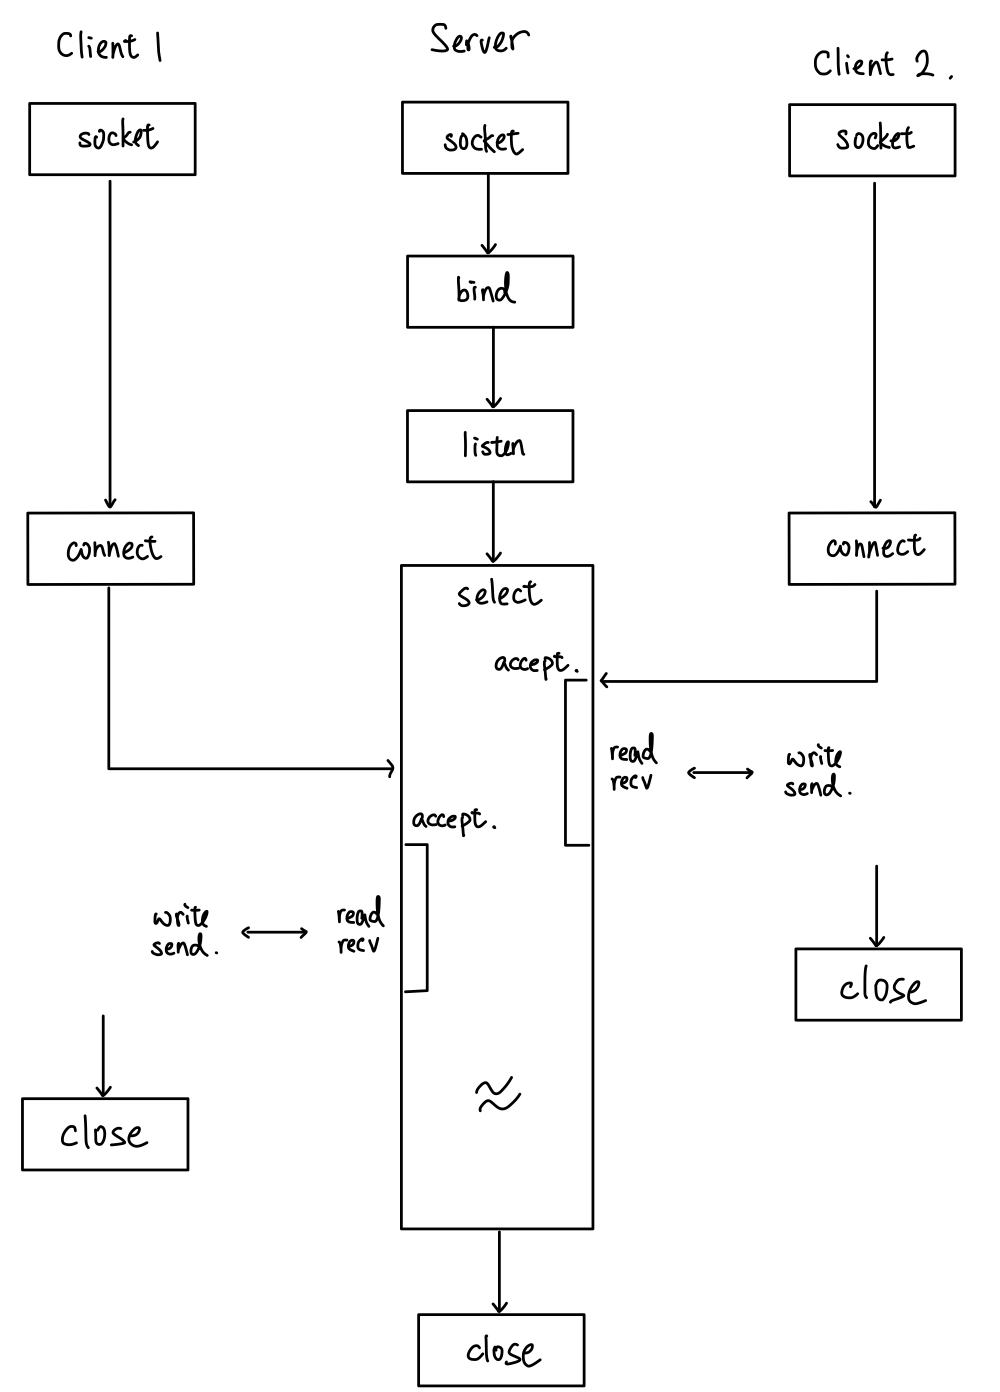 Client 1
Server
Client 2.
socket
socket
socket
bind
listen
connect
connect
select
accept.
read
recv
write
send.
accept.
write
send.
read
recv
close
close
close